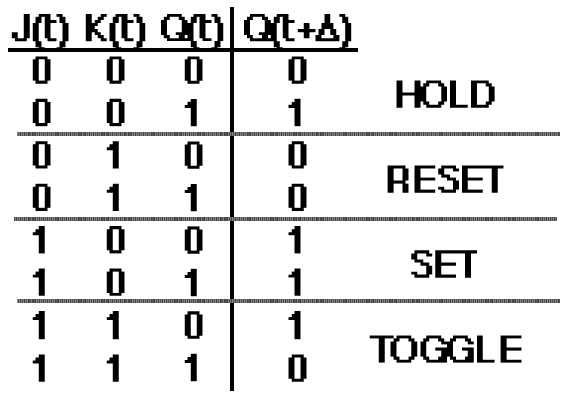 J(t) K(t) Q(t) Q(t+Δ)
0 0 0 0
HOLD
0 0 1 1
0 1 0 0
RESET
0 1 1 0
1 0 0 1
SET
1 0 1 1
1 1 0 1
TOGGLE
1 1 1 0